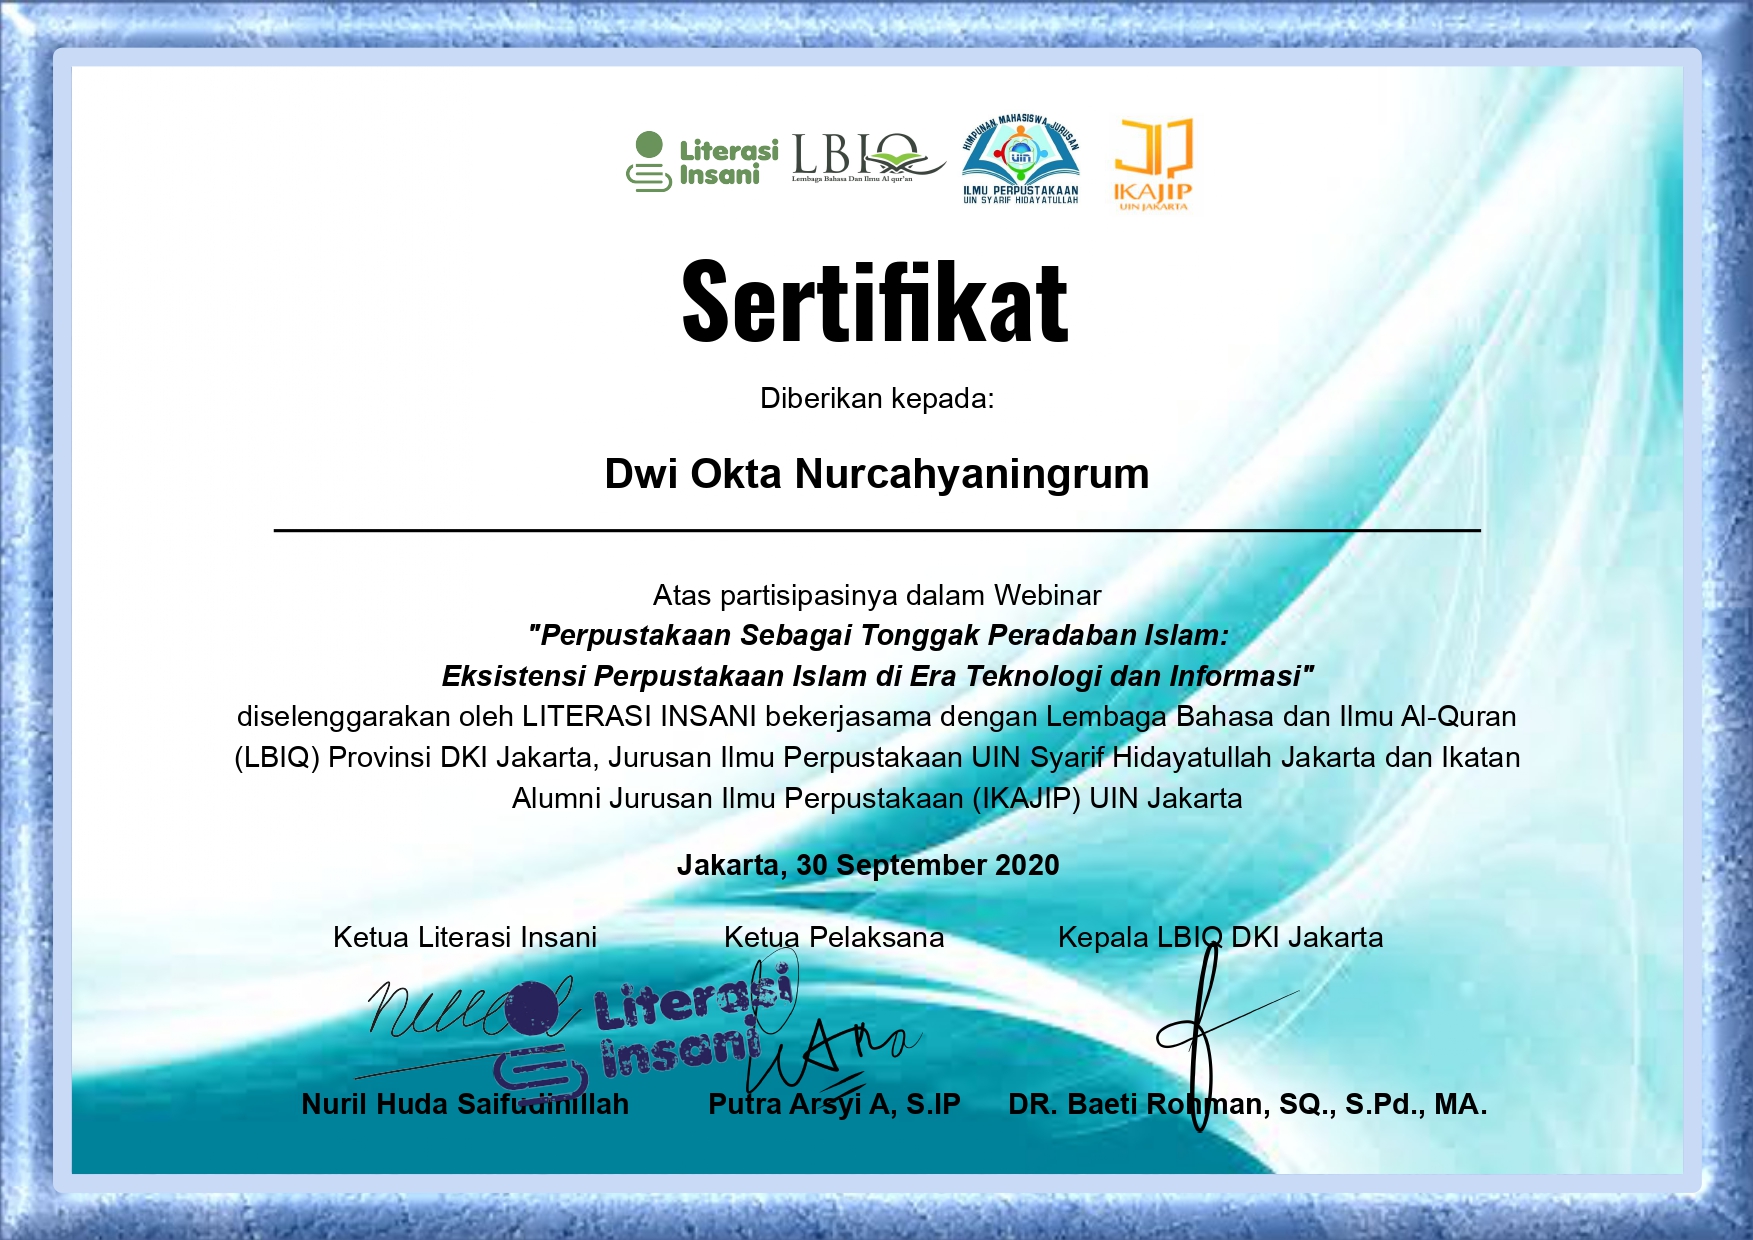 Literasi
Insani
LBIQ
Lembaga Bahasa Dan Ilmu Al qur'an
HIMPUNAN MAHASISWA JURUSAN
uin
ILMU PERPUSTAKAAN
UIN SYARIF HIDAYATULLAH
IKAJIP
UIN JAKARTA
Sertifikat
Diberikan kepada:
Dwi Okta Nurcahyaningrum
Atas partisipasinya dalam Webinar
"Perpustakaan Sebagai Tonggak Peradaban Islam:
Eksistensi Perpustakaan Islam di Era Teknologi dan Informasi"
diselenggarakan oleh LITERASI INSANI bekerjasama dengan Lembaga Bahasa dan Ilmu Al-Quran
(LBIQ) Provinsi DKI Jakarta, Jurusan Ilmu Perpustakaan UIN Syarif Hidayatullah Jakarta dan Ikatan
Alumni Jurusan Ilmu Perpustakaan (IKAJIP) UIN Jakarta
Jakarta, 30 September 2020
Ketua Literasi Insani
Ketua Pelaksana
Kepala LBIQ DKI Jakarta
Literasi
Insani
Nuril Huda Saifudinillah
Putra Arsyi A, S.IP
DR. Baeti Rohman, SQ., S.Pd., MA.